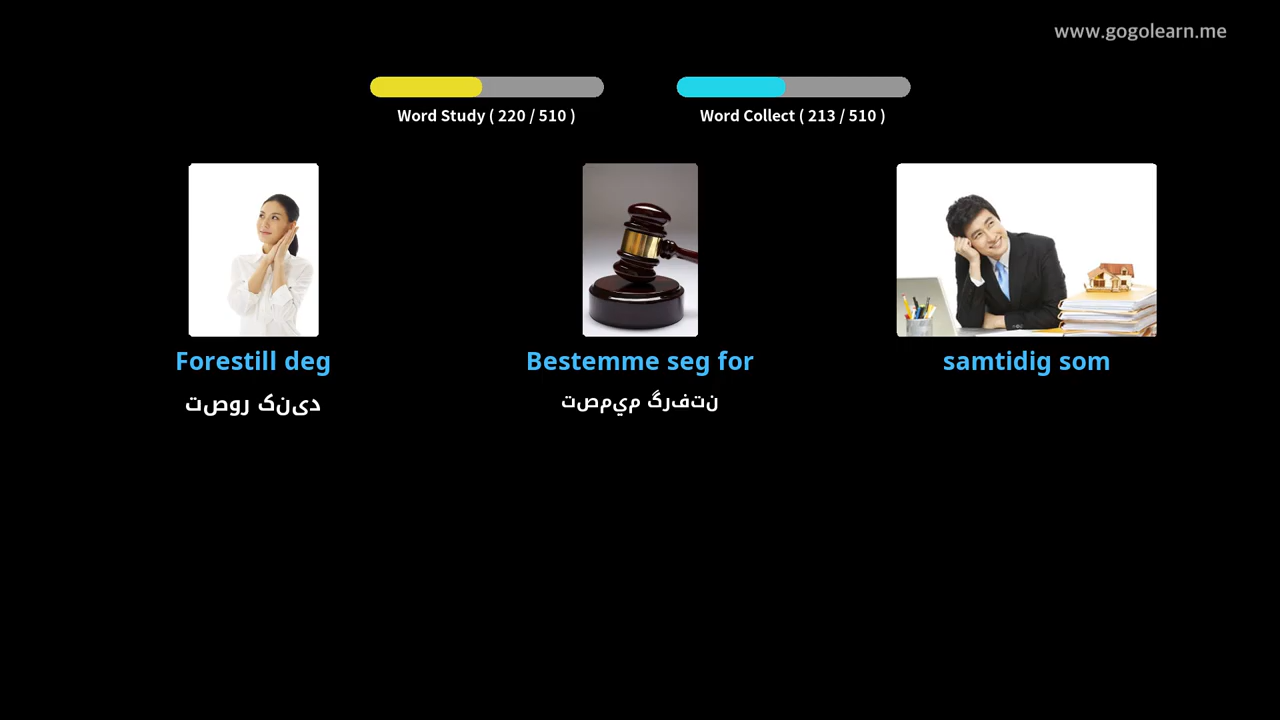 www.gogolearn.me
Word Study ( 220 / 510 )
Word Collect ( 213 / 510 )
Forestill deg
Bestemme seg for
samtidig som
تصور کنید
تصميم گرفتن